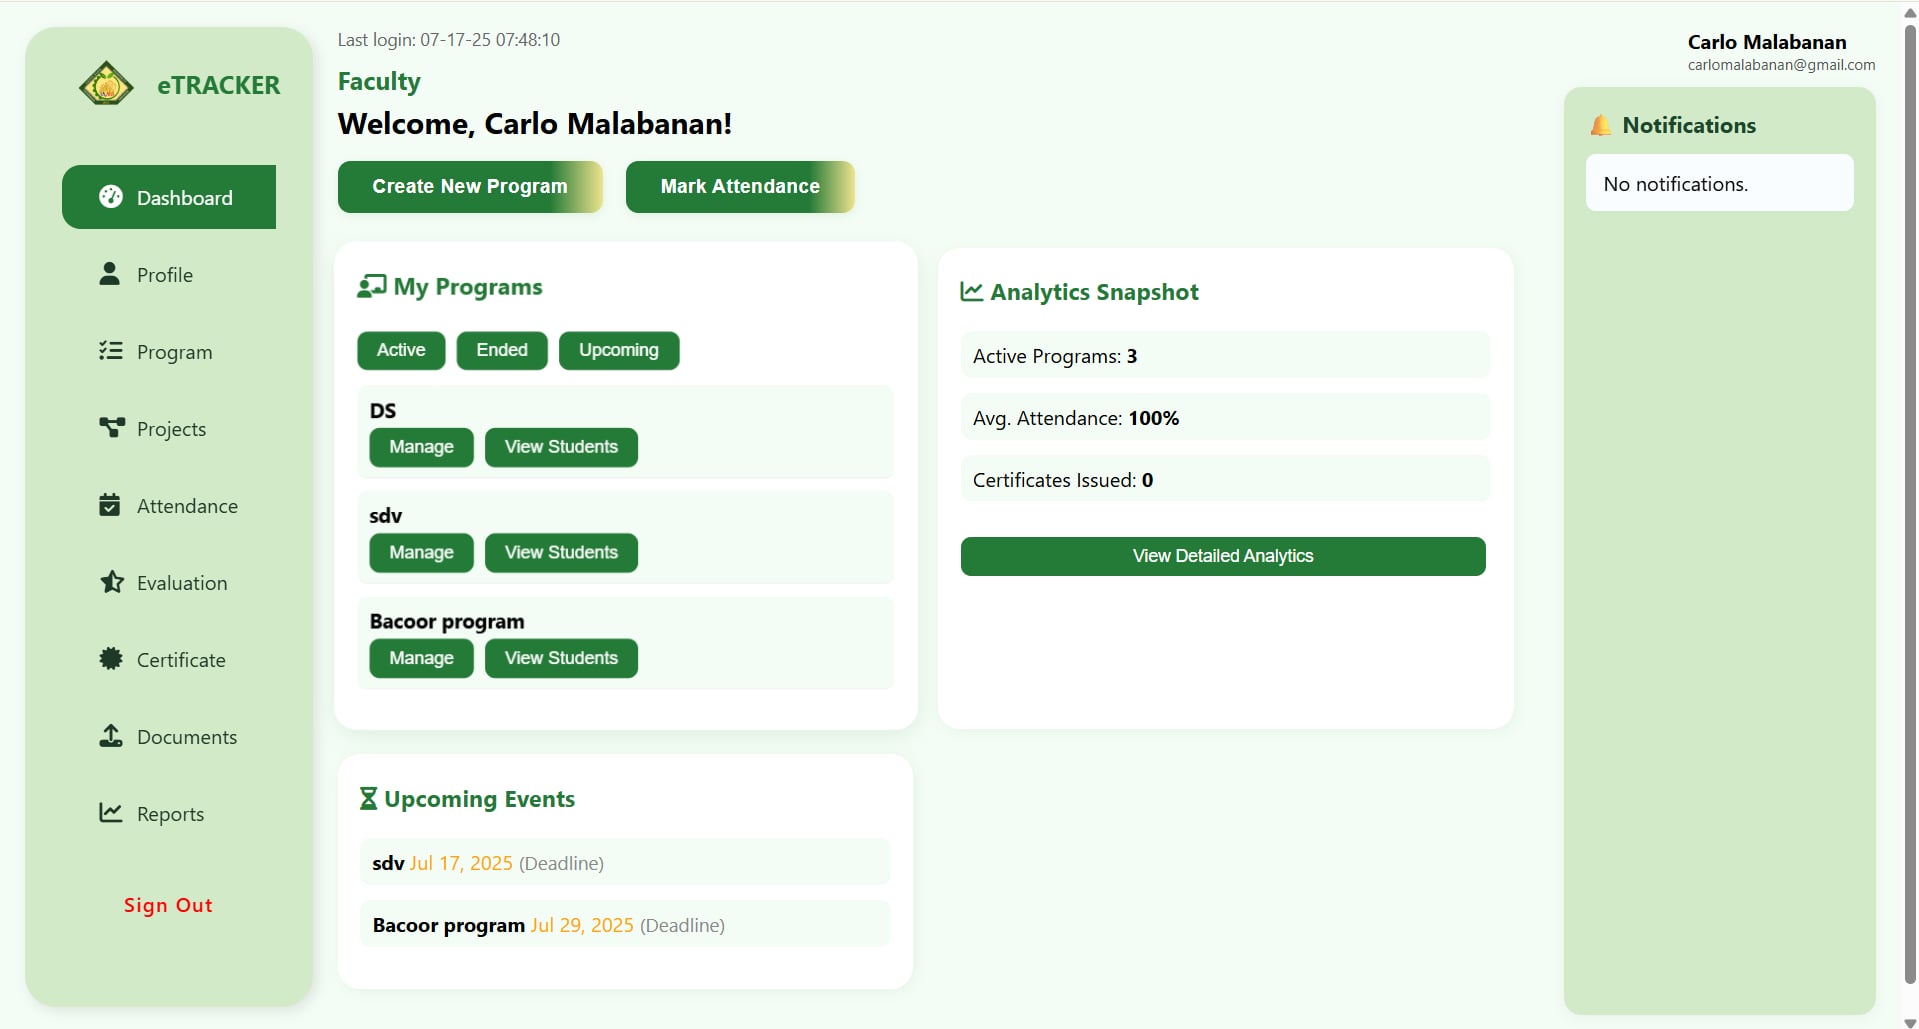 eTRACKER
Dashboard
Profile
Program
Projects
Attendance
Evaluation
Certificate
Documents
Reports
Sign Out
Last login: 07-17-25 07:48:10
Faculty
Welcome, Carlo Malabanan!
Create New Program
Mark Attendance
My Programs
Active
Ended
Upcoming
DS
Manage
View Students
sdv
Manage
View Students
Bacoor program
Manage
View Students
Analytics Snapshot
Active Programs: 3
Avg. Attendance: 100%
Certificates Issued: 0
View Detailed Analytics
Upcoming Events
sdv Jul 17, 2025 (Deadline)
Bacoor program Jul 29, 2025 (Deadline)
Carlo Malabanan
carlomalabanan@gmail.com
Notifications
No notifications.